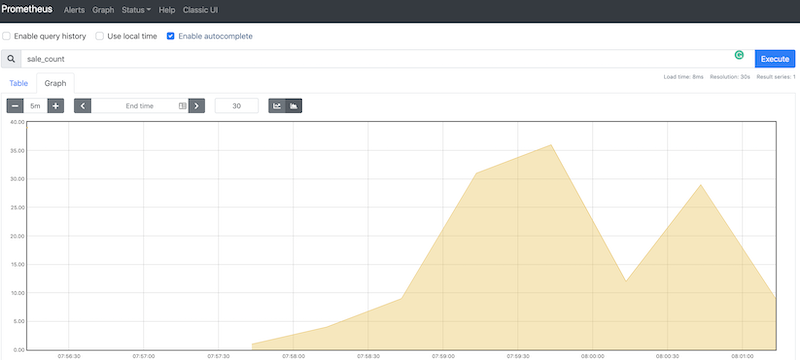 Prometheus Alerts Graph Status Help Classic UI
Enable query history Use local time Enable autocomplete
sale_count Execute
Load time: 8ms Resolution: 30s Result series: 1
Table Graph
5m End time 30
40.00
35.00
30.00
25.00
20.00
15.00
10.00
5.00
0.00
07:56:30 07:57:00 07:57:30 07:58:00 07:58:30 07:59:00 07:59:30 08:00:00 08:00:30 08:01:00